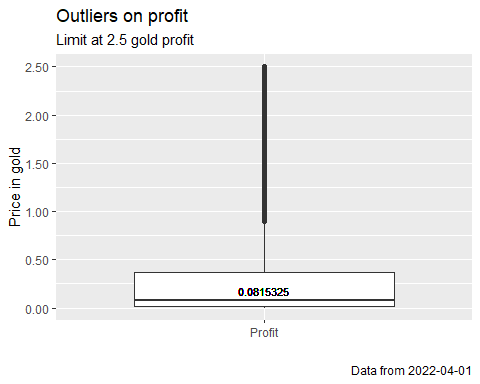 Outliers on profit
Limit at 2.5 gold profit
Price in gold
2.50
2.00
1.50
1.00
0.50
0.00
0.0815325
Profit
Data from 2022-04-01